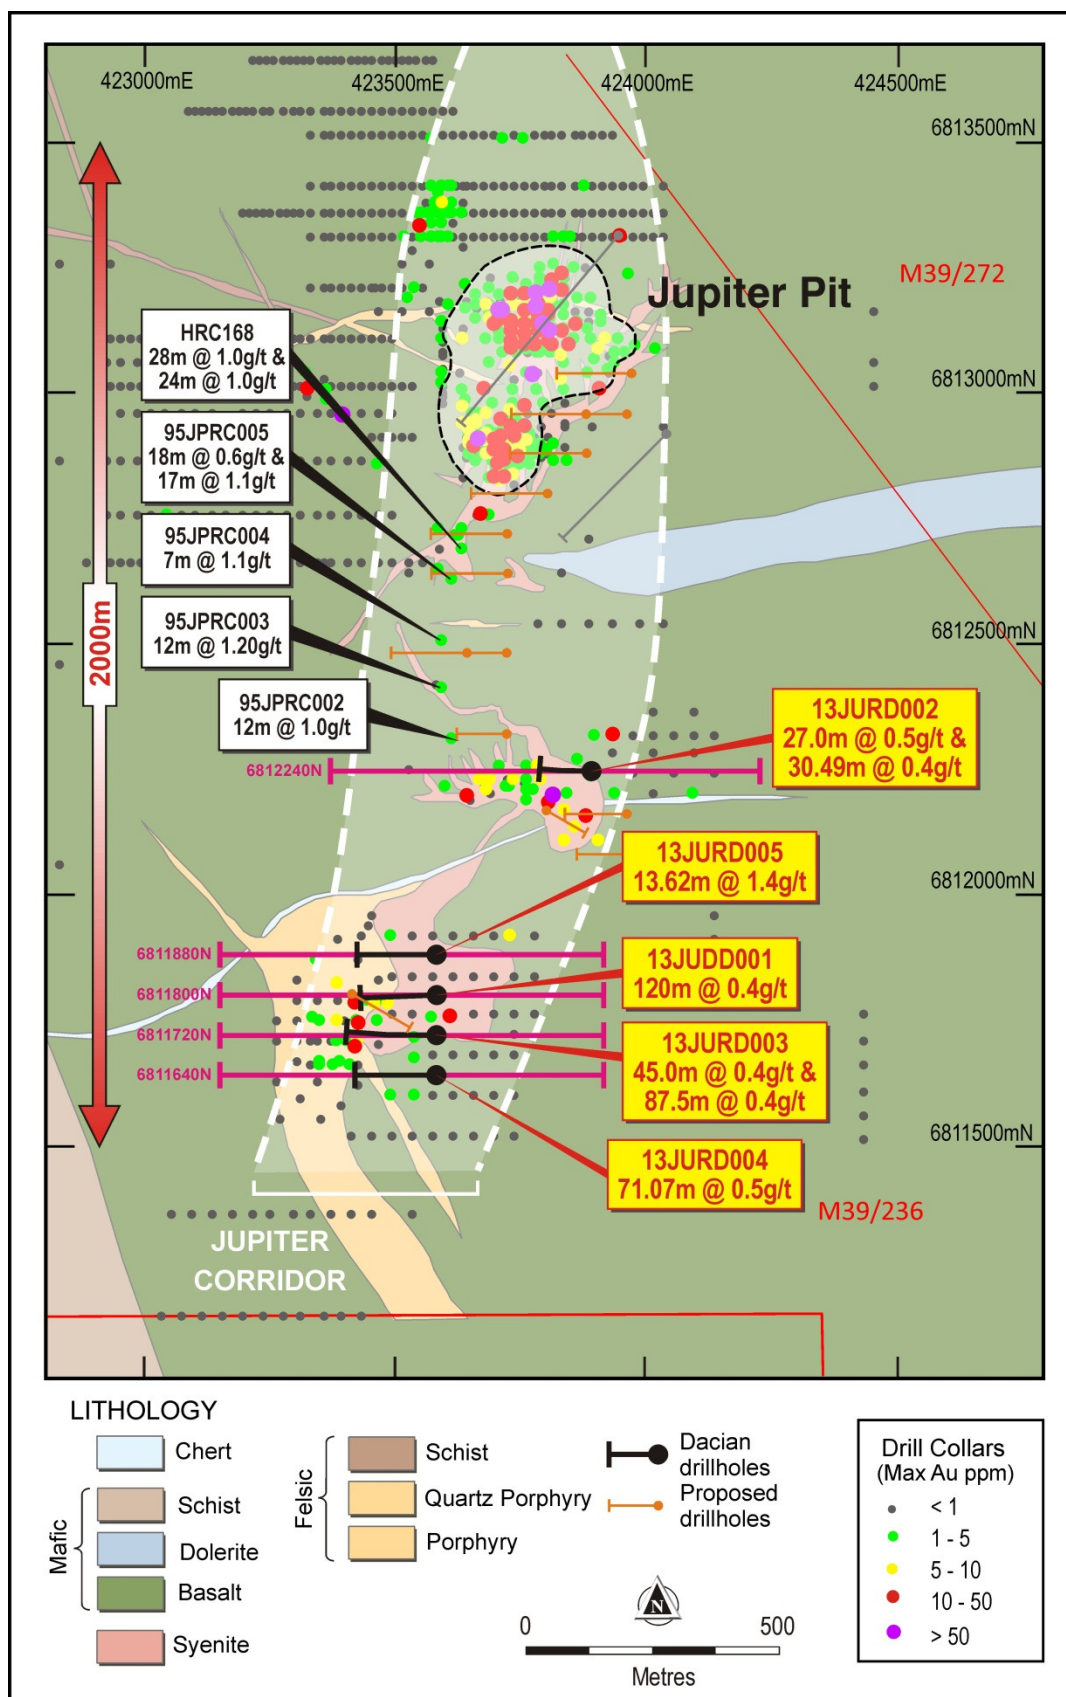 423000mE
423500mE
424000mE
424500mE
6813500mN
M39/272
Jupiter Pit
HRC168
28m @ 1.0g/t &
24m @ 1.0g/t
6813000mN
95JPRC005
18m @ 0.6g/t &
17m @ 1.1g/t
95JPRC004
7m @ 1.1g/t
95JPRC003
12m @ 1.20g/t
2000m
6812500mN
95JPRC002
12m @ 1.0g/t
13JURD002
27.0m @ 0.5g/t &
30.49m @ 0.4g/t
6812240N
13JURD005
13.62m @ 1.4g/t
6812000mN
6811880N
13JUDD001
120m @ 0.4g/t
6811800N
6811720N
13JURD003
45.0m @ 0.4g/t &
87.5m @ 0.4g/t
6811640N
6811500mN
13JURD004
71.07m @ 0.5g/t
M39/236
JUPITER
CORRIDOR
LITHOLOGY
Chert
Mafic
Schist
Dolerite
Basalt
Syenite
Felsic
Schist
Quartz Porphyry
Porphyry
Dacian
drillholes
Proposed
drillholes
N
0
500
Metres
Drill Collars
(Max Au ppm)
< 1
1 - 5
5 - 10
10 - 50
> 50